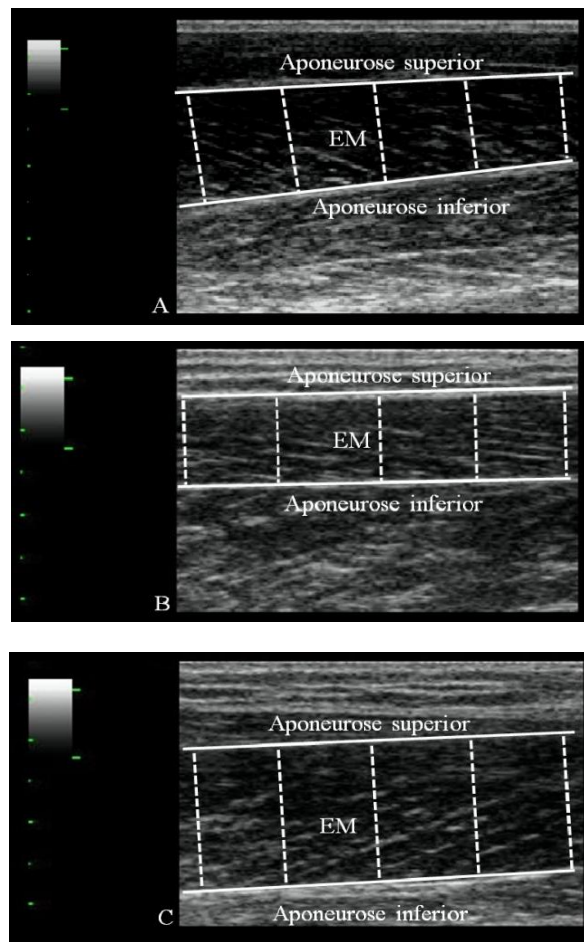 Aponeurose superior
EM
Aponeurose inferior
A
Aponeurose superior
EM
Aponeurose inferior
B
Aponeurose superior
EM
Aponeurose inferior
C